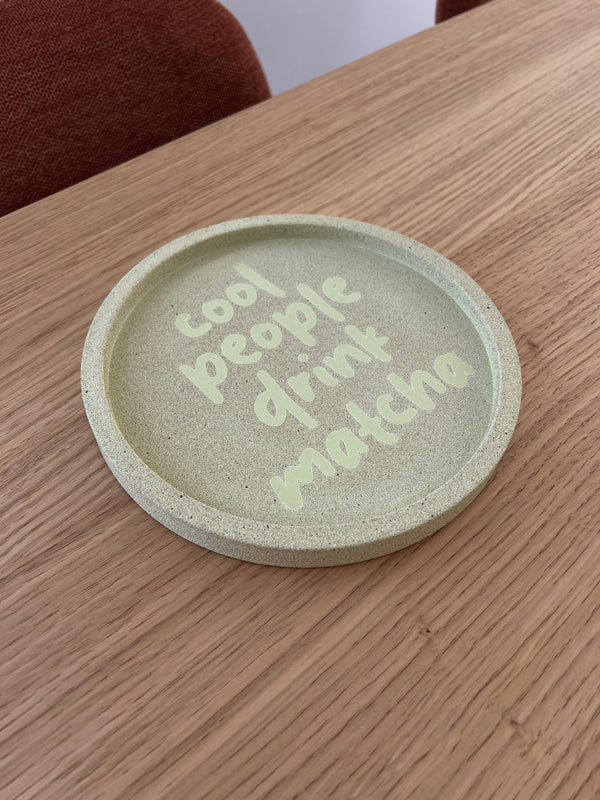 cool
people
drink
matcha